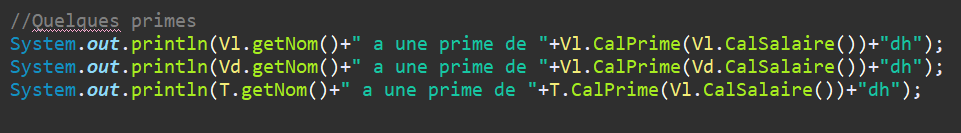 //Quelques primes
System.out.println(Vl.getNom()+" a une prime de "+Vl.CalPrime(Vl.CalSalaire())+"dh");
System.out.println(Vd.getNom()+" a une prime de "+Vl.CalPrime(Vd.CalSalaire())+"dh");
System.out.println(T.getNom()+" a une prime de "+T.CalPrime(Vl.CalSalaire())+"dh");